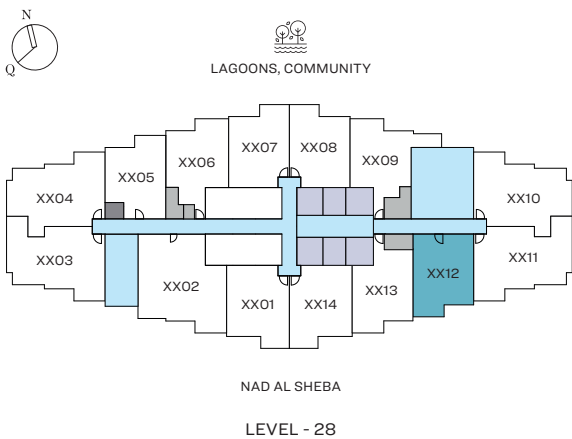 N
Q
LAGOONS, COMMUNITY
XX07 XX08
XX06 XX09
XX05
XX04 XX10
XX03 XX11
XX12
XX02 XX13
XX01 XX14
NAD AL SHEBA
LEVEL - 28